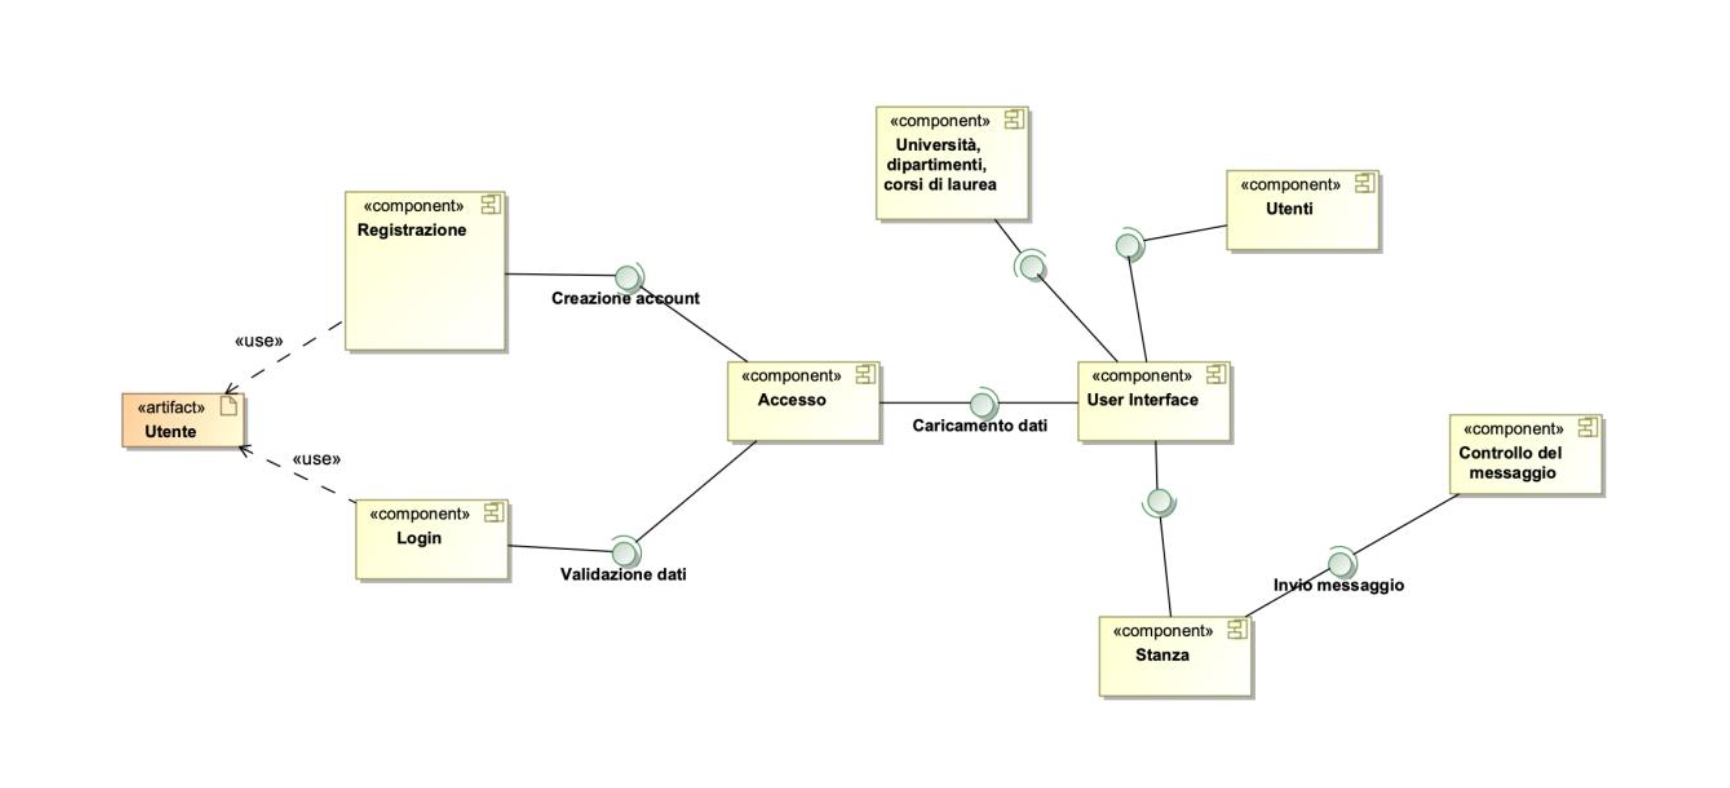 «component»
Università,
dipartimenti,
corsi di laurea
«component»
Utenti
«component»
Registrazione
Creazione account
«use»
«artifact»
Utente
«use»
«component»
Accesso
Caricamento dati
«component»
User Interface
«component»
Controllo del
messaggio
«component»
Login
Validazione dati
Invio messaggio
«component»
Stanza